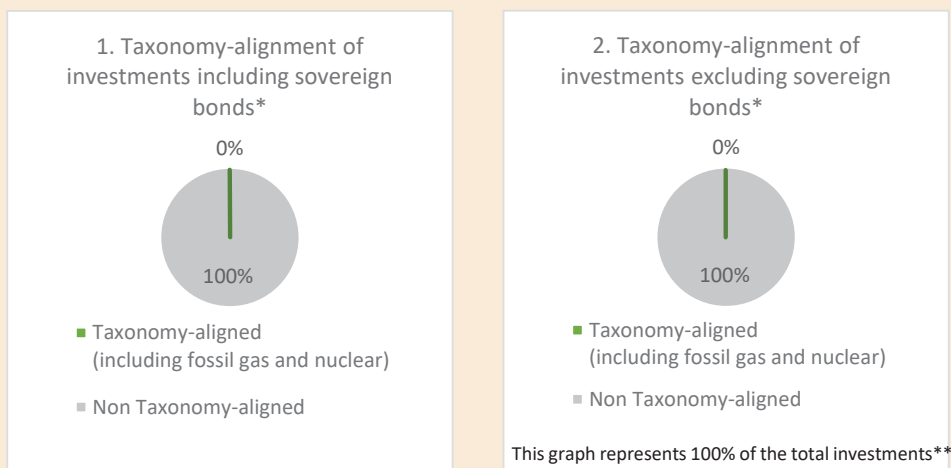 1. Taxonomy-alignment of
investments including sovereign
bonds*
0%
100%
Taxonomy-aligned
(including fossil gas and nuclear)
Non Taxonomy-aligned
2. Taxonomy-alignment of
investments excluding sovereign
bonds*
0%
100%
Taxonomy-aligned
(including fossil gas and nuclear)
Non Taxonomy-aligned
This graph represents 100% of the total investments**